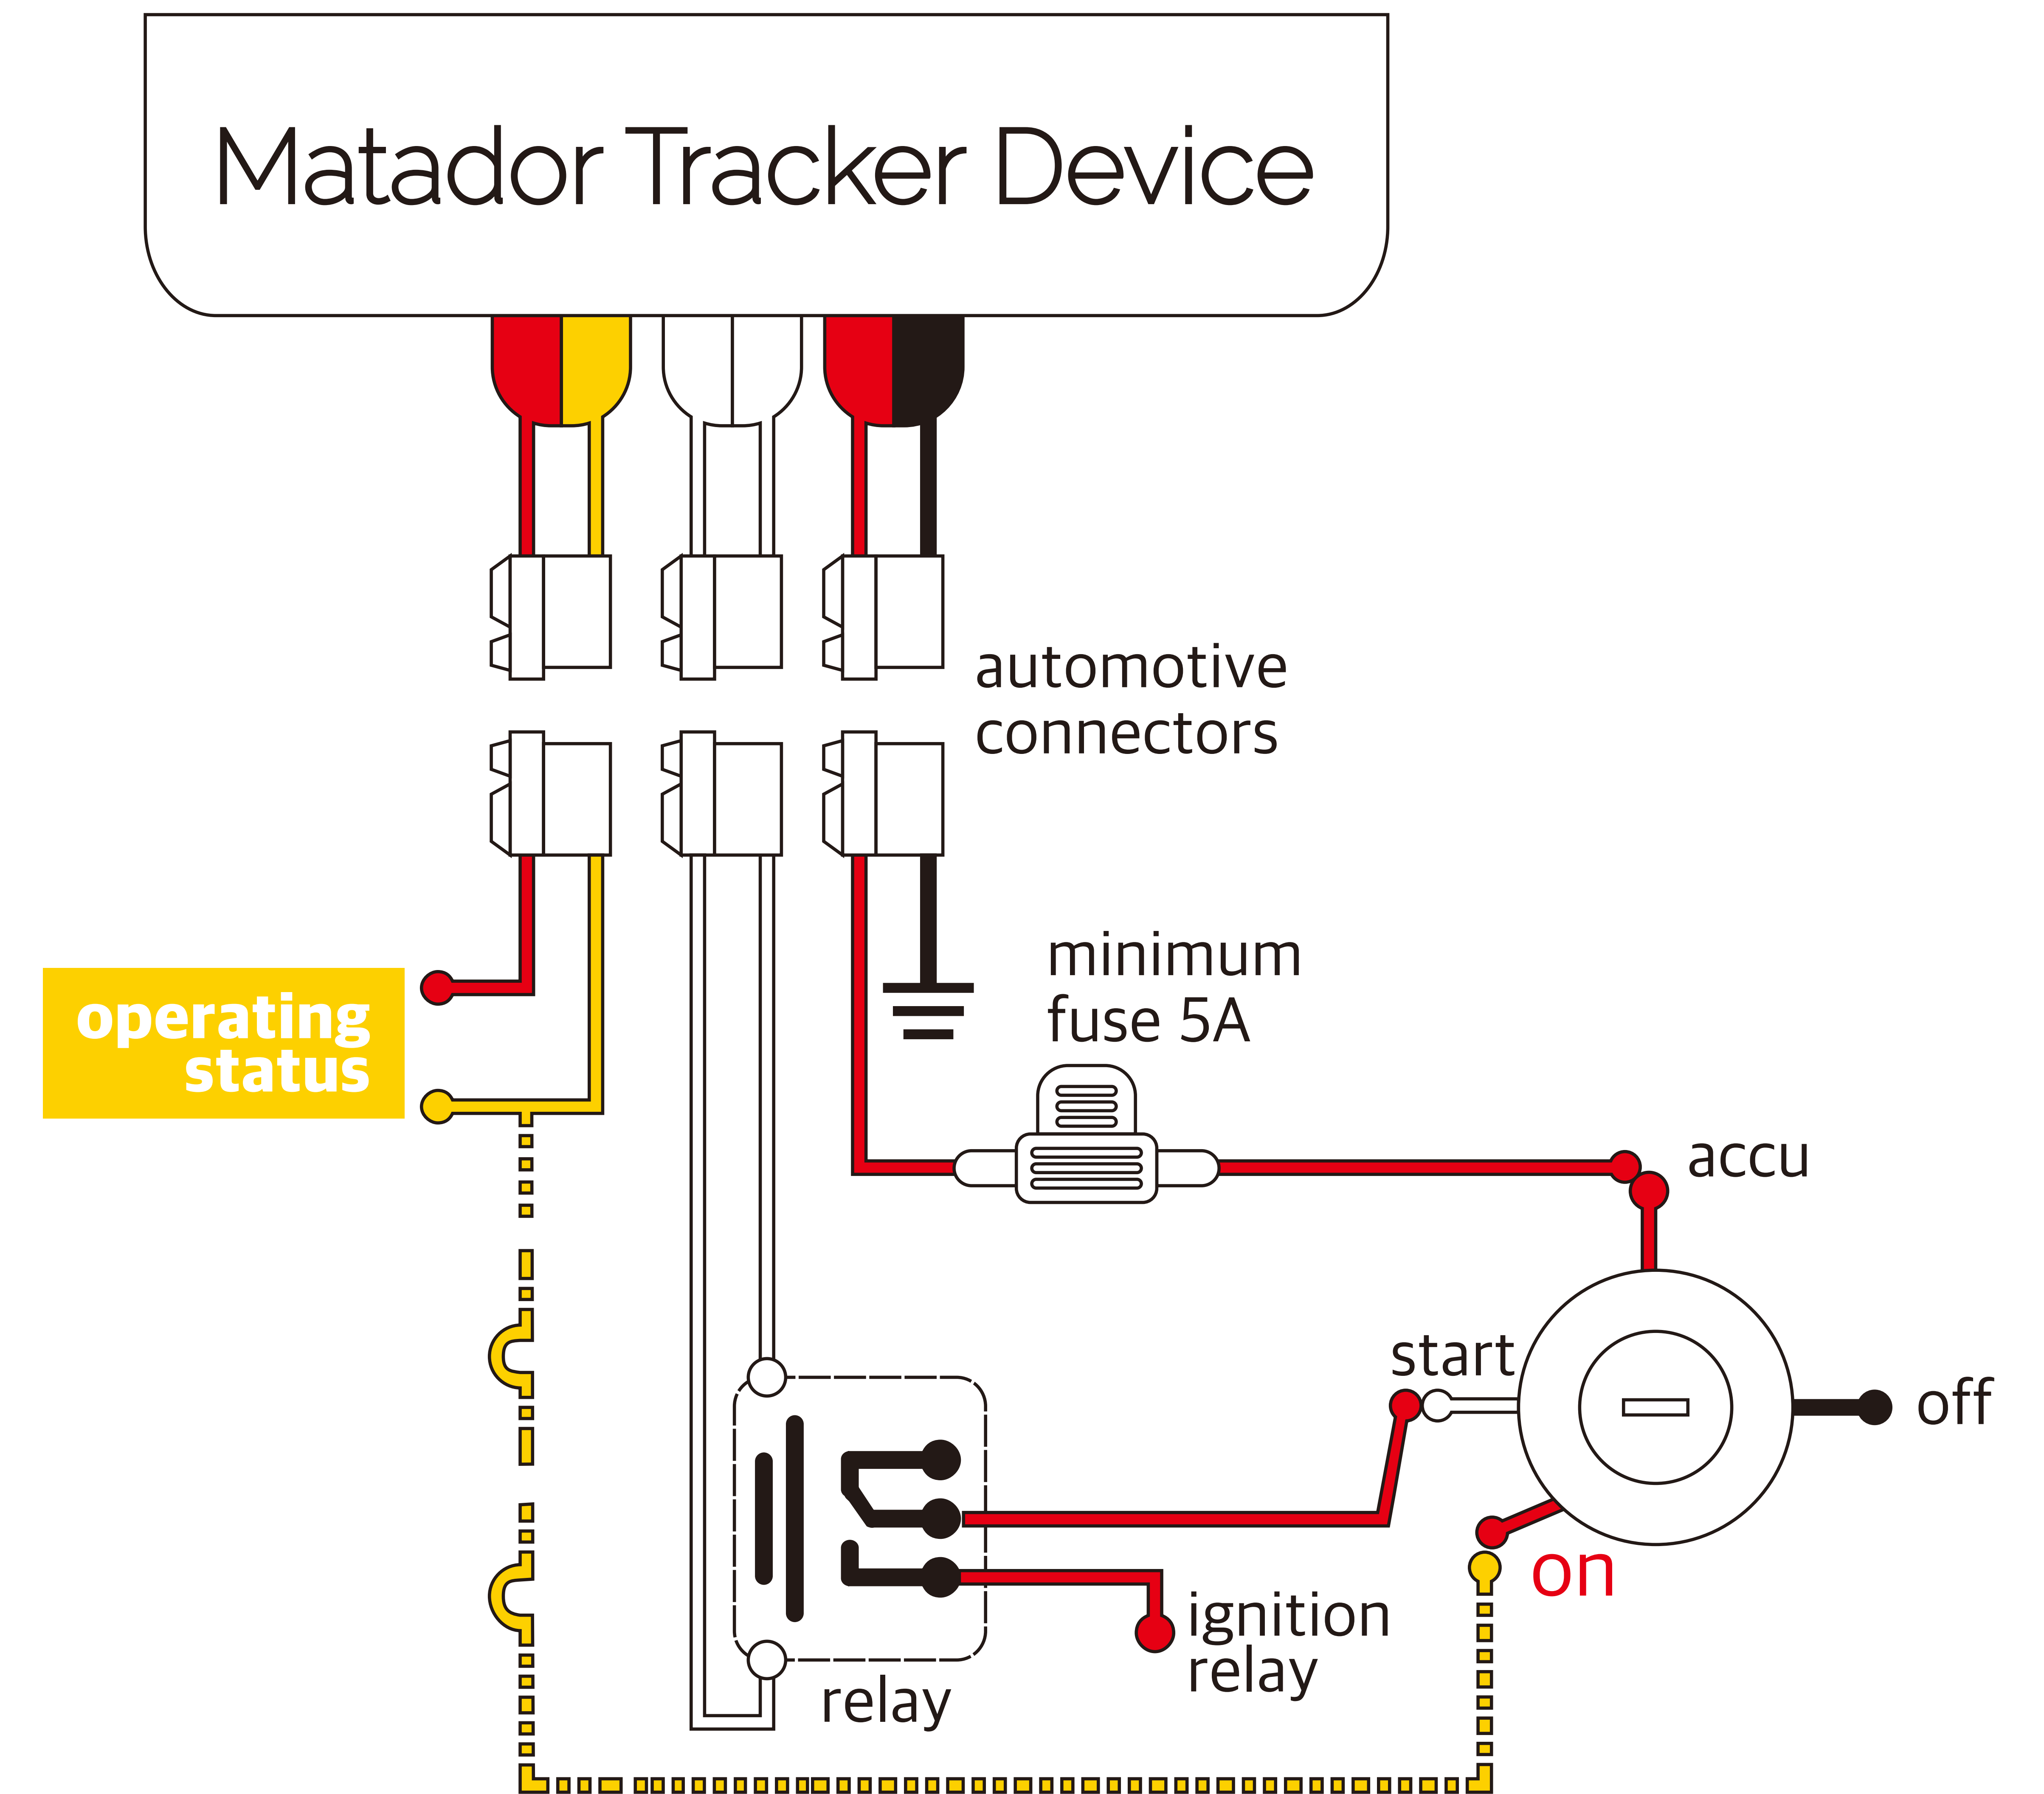 Matador Tracker Device
automotive
connectors
minimum
fuse 5A
operating
status
accu
start
off
on
ignition
relay
relay